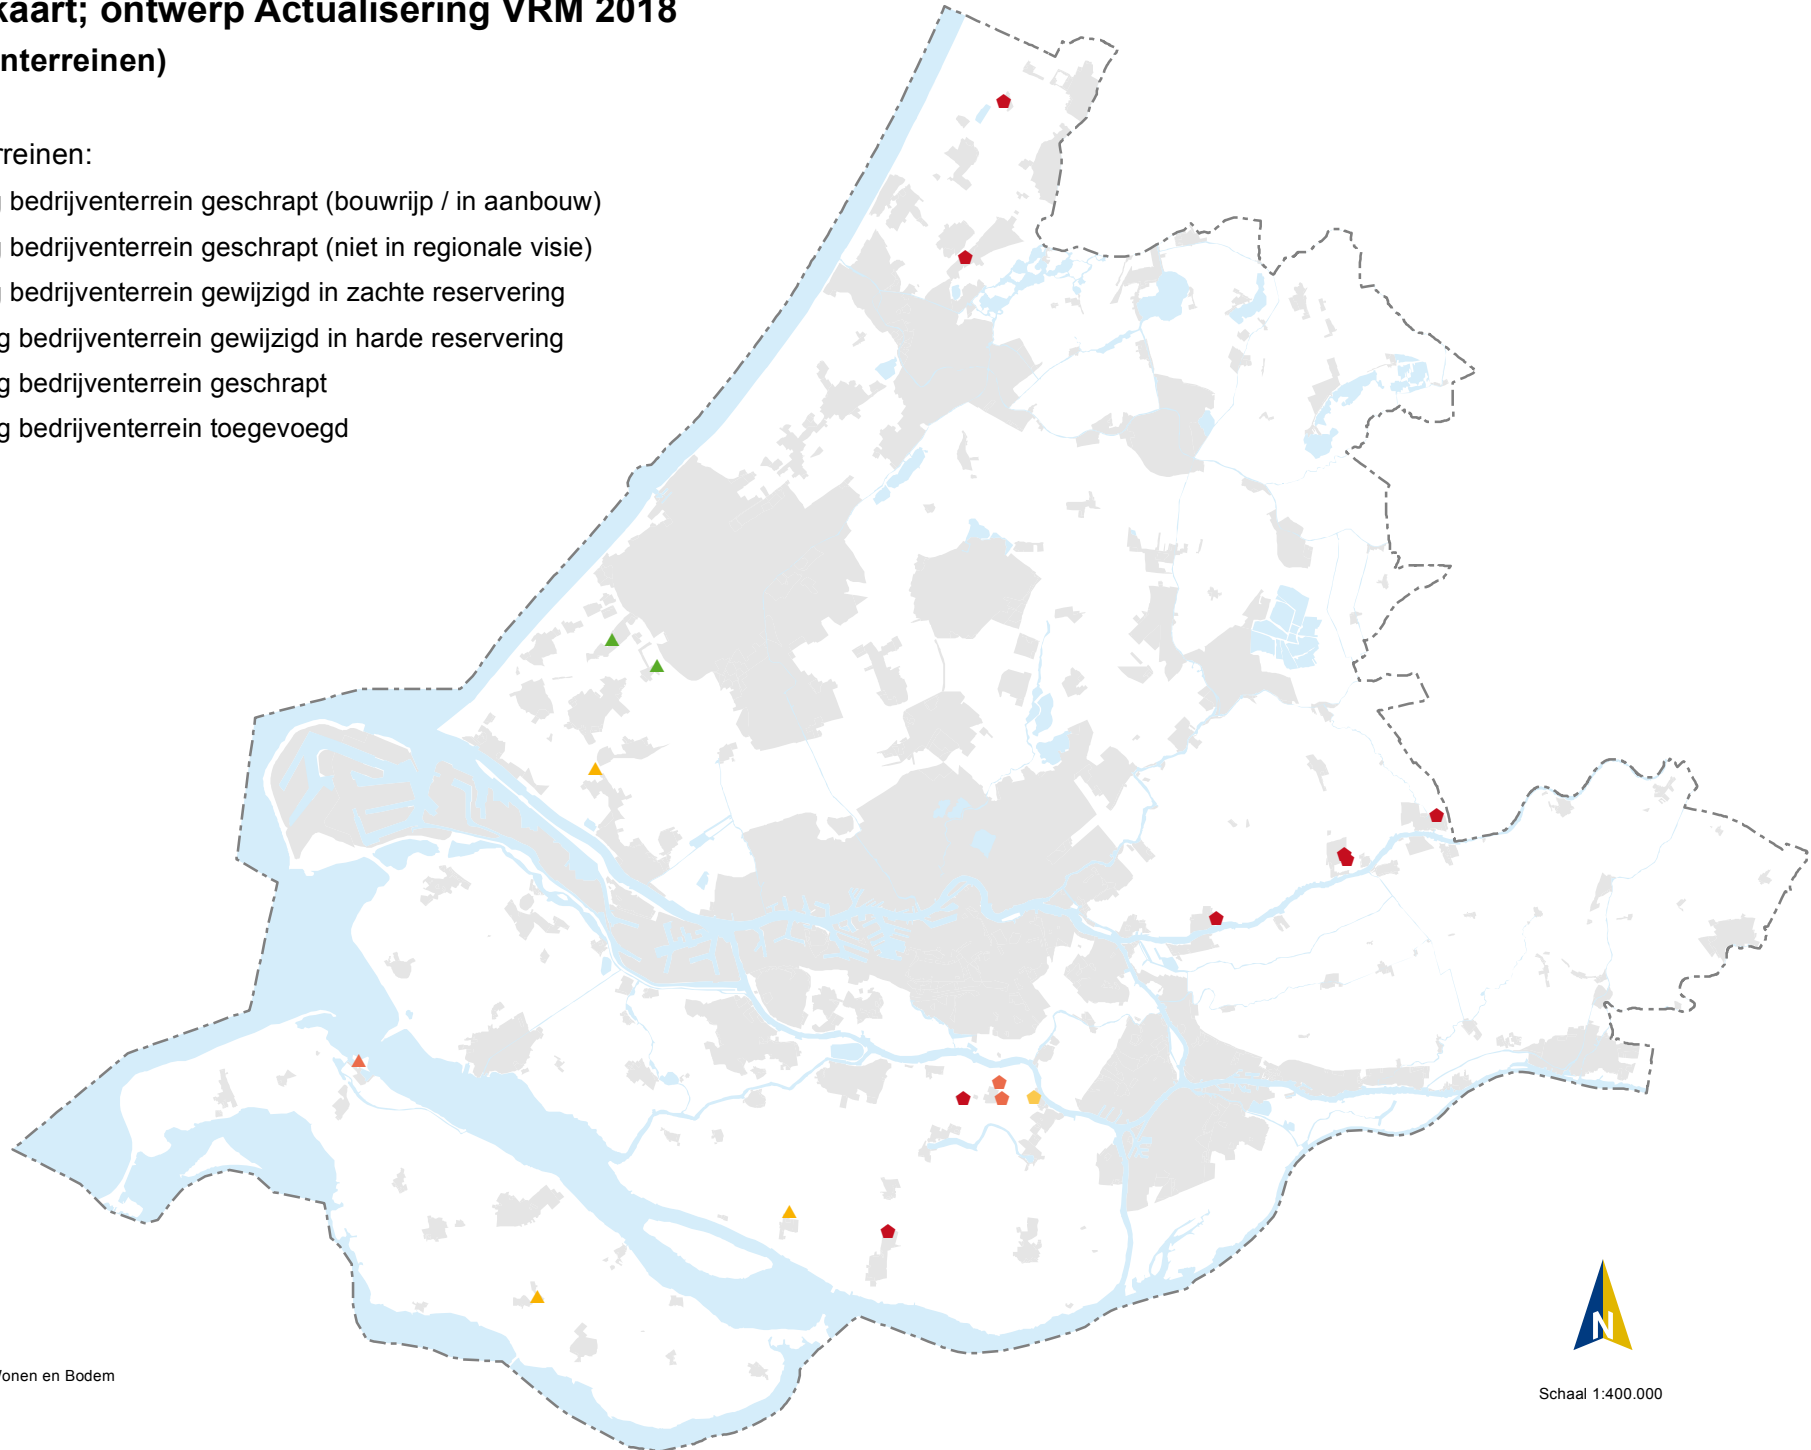 kaart; ontwerp Actualisering VRM 2018
nterreinen)
rreinen:
g bedrijventerrein geschrapt (bouwrijp / in aanbouw)
g bedrijventerrein geschrapt (niet in regionale visie)
g bedrijventerrein gewijzigd in zachte reservering
g bedrijventerrein gewijzigd in harde reservering
g bedrijventerrein geschrapt
g bedrijventerrein toegevoegd
N
Wonen en Bodem
Schaal 1:400.000